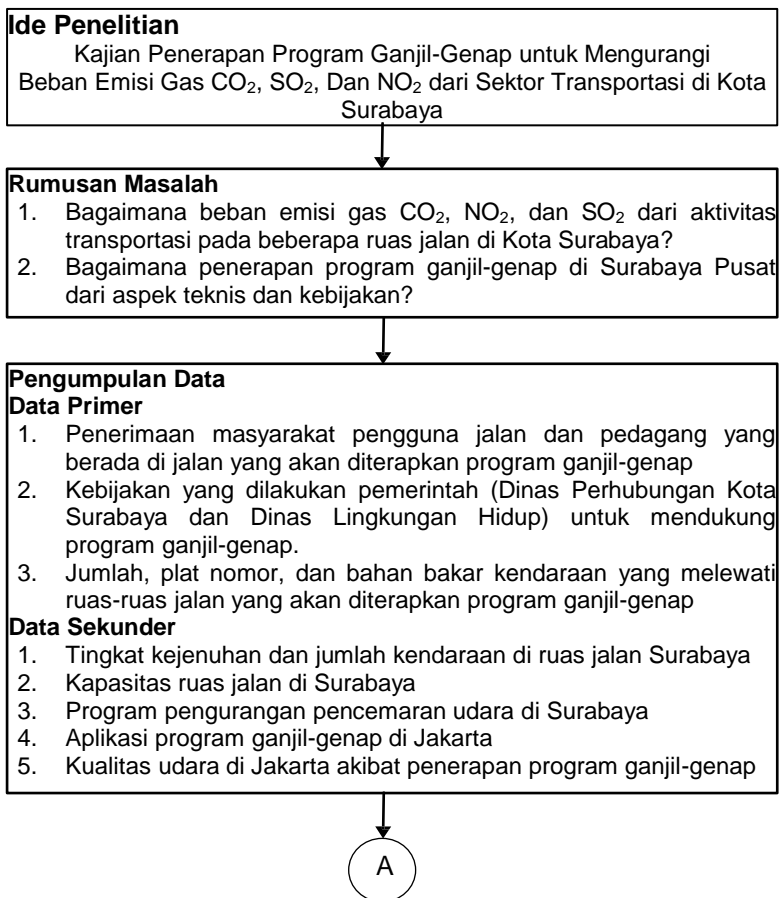 Ide Penelitian
Kajian Penerapan Program Ganjil-Genap untuk Mengurangi
Beban Emisi Gas CO₂, SO₂, Dan NO₂ dari Sektor Transportasi di Kota
Surabaya
Rumusan Masalah
1. Bagaimana beban emisi gas CO₂, NO₂, dan SO₂ dari aktivitas
transportasi pada beberapa ruas jalan di Kota Surabaya?
2. Bagaimana penerapan program ganjil-genap di Surabaya Pusat
dari aspek teknis dan kebijakan?
Pengumpulan Data
Data Primer
1. Penerimaan masyarakat pengguna jalan dan pedagang yang
berada di jalan yang akan diterapkan program ganjil-genap
2. Kebijakan yang dilakukan pemerintah (Dinas Perhubungan Kota
Surabaya dan Dinas Lingkungan Hidup) untuk mendukung
program ganjil-genap.
3. Jumlah, plat nomor, dan bahan bakar kendaraan yang melewati
ruas-ruas jalan yang akan diterapkan program ganjil-genap
Data Sekunder
1. Tingkat kejenuhan dan jumlah kendaraan di ruas jalan Surabaya
2. Kapasitas ruas jalan di Surabaya
3. Program pengurangan pencemaran udara di Surabaya
4. Aplikasi program ganjil-genap di Jakarta
5. Kualitas udara di Jakarta akibat penerapan program ganjil-genap
A